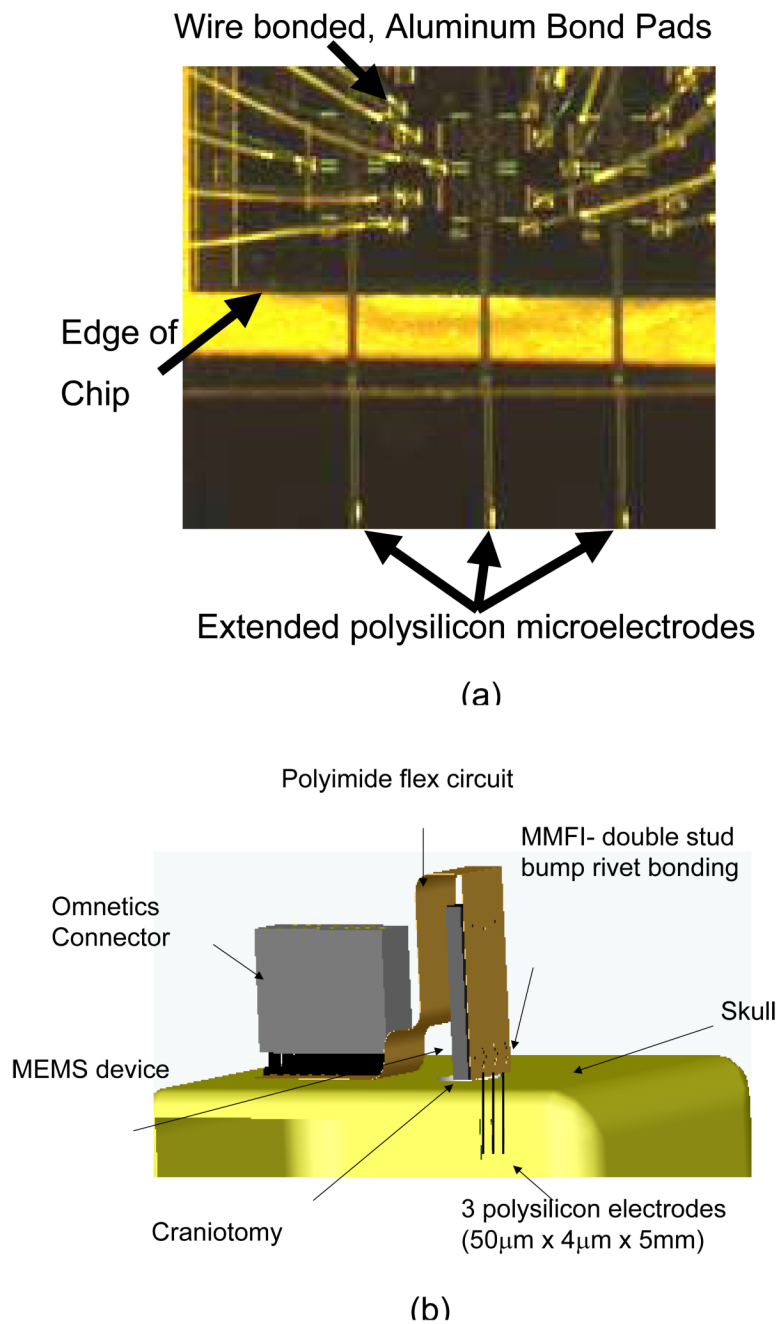 Wire bonded, Aluminum Bond Pads
Edge of
Chip
Extended polysilicon microelectrodes
(a)
Polyimide flex circuit
MMFI- double stud
bump rivet bonding
Omnetics
Connector
Skull
MEMS device
Craniotomy
3 polysilicon electrodes
(50μm x 4μm x 5mm)
(b)